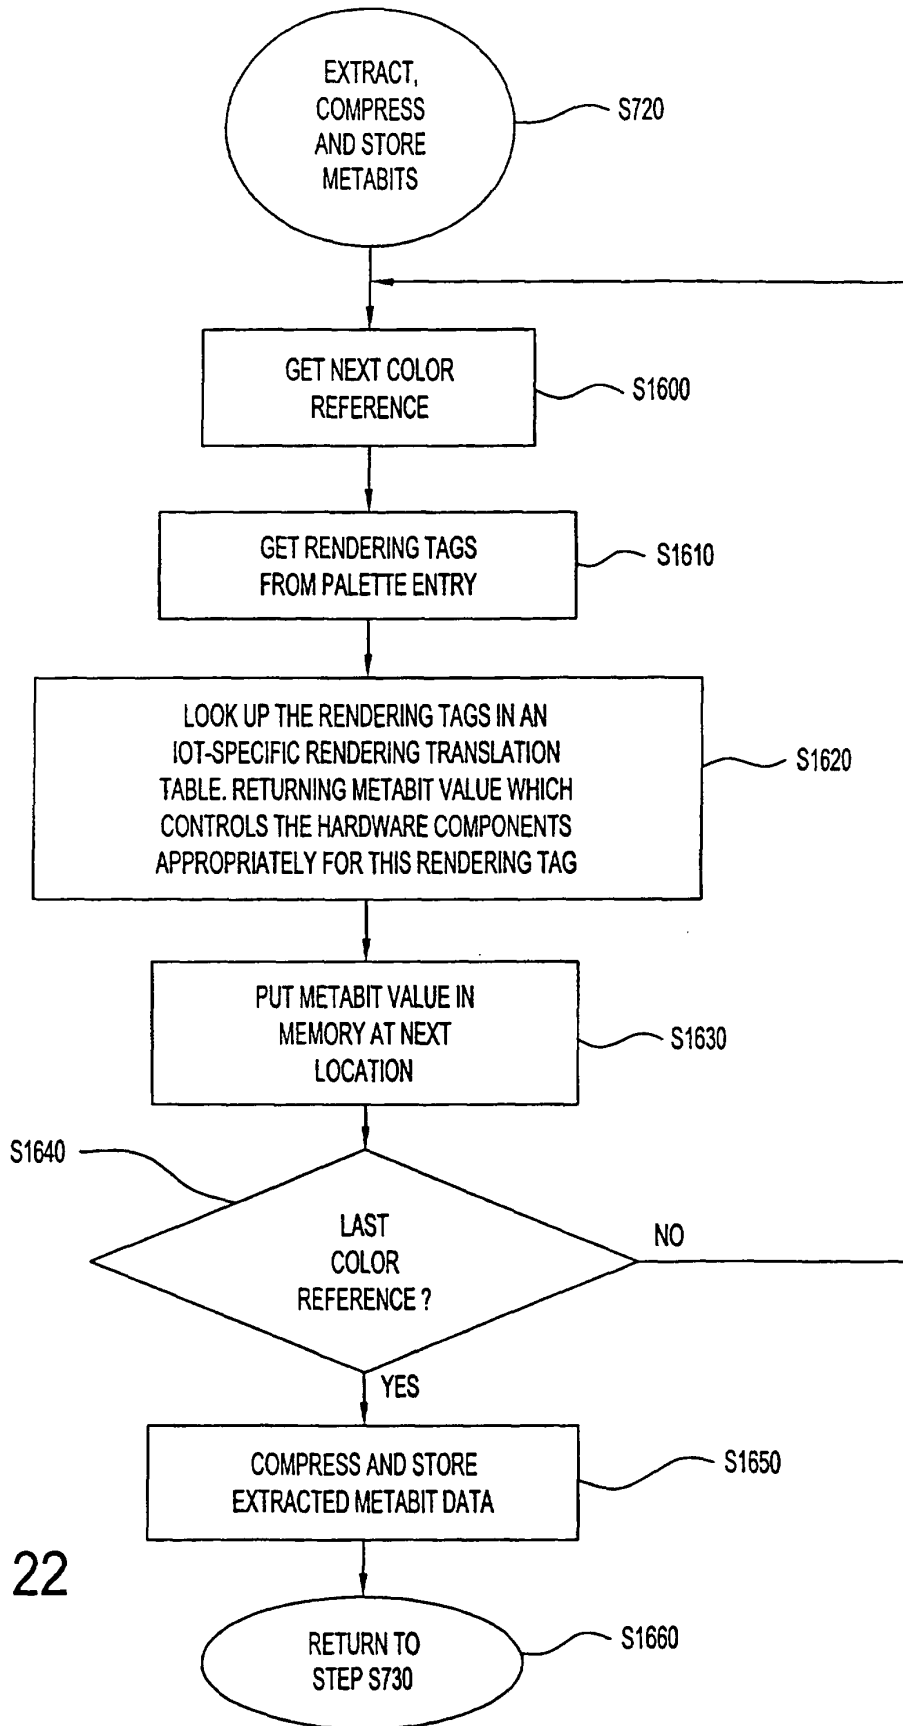 EXTRACT,
COMPRESS
AND STORE
METABITS
S720
GET NEXT COLOR
REFERENCE
S1600
GET RENDERING TAGS
FROM PALETTE ENTRY
S1610
LOOK UP THE RENDERING TAGS IN AN
IOT-SPECIFIC RENDERING TRANSLATION
TABLE. RETURNING METABIT VALUE WHICH
CONTROLS THE HARDWARE COMPONENTS
APPROPRIATELY FOR THIS RENDERING TAG
S1620
PUT METABIT VALUE IN
MEMORY AT NEXT
LOCATION
S1630
S1640
LAST
COLOR
REFERENCE ?
NO
YES
COMPRESS AND STORE
EXTRACTED METABIT DATA
S1650
22
RETURN TO
STEP S730
S1660